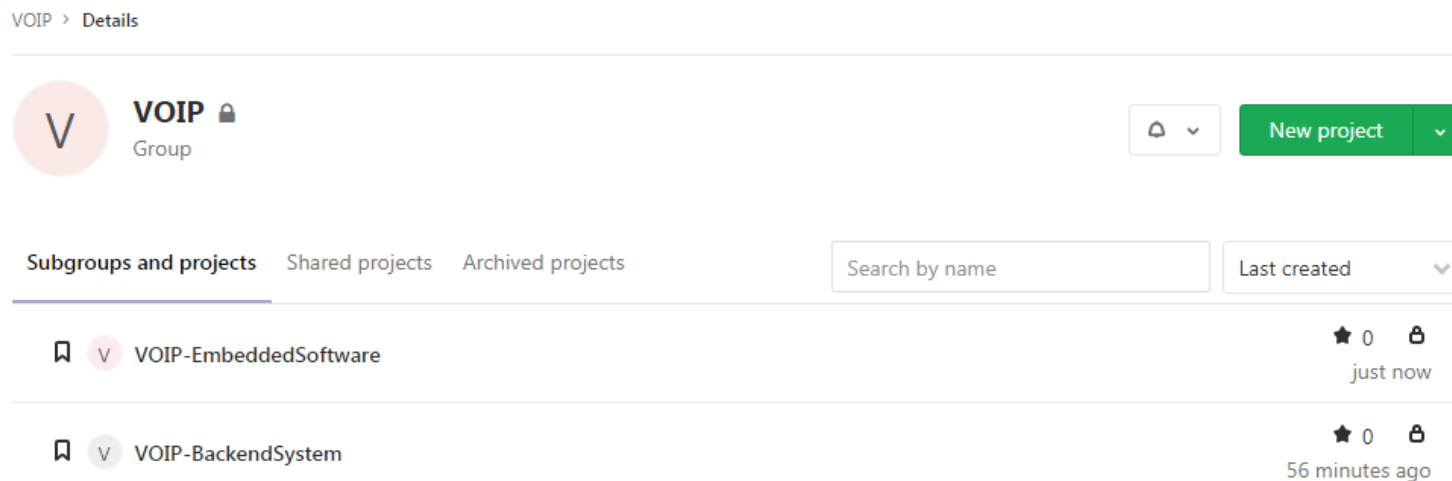 VOIP > Details
V
VOIP
Group
New project
Subgroups and projects Shared projects Archived projects Search by name Last created
V VOIP-EmbeddedSoftware 0
just now
V VOIP-BackendSystem 0
56 minutes ago